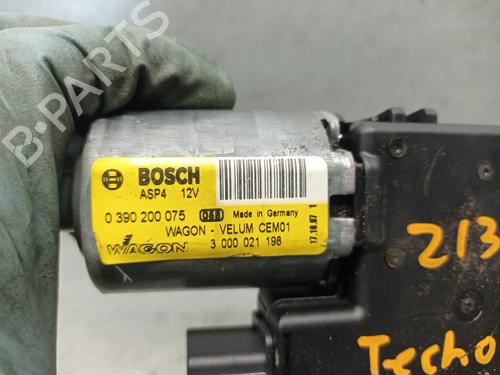 BOSCH
ASP4 12V
0 390 200 075
Made in Germany
WAGON - VELUM CEM01
WAGON 3 000 021 198
17.10.07 1
213
Techo
B-PARTS